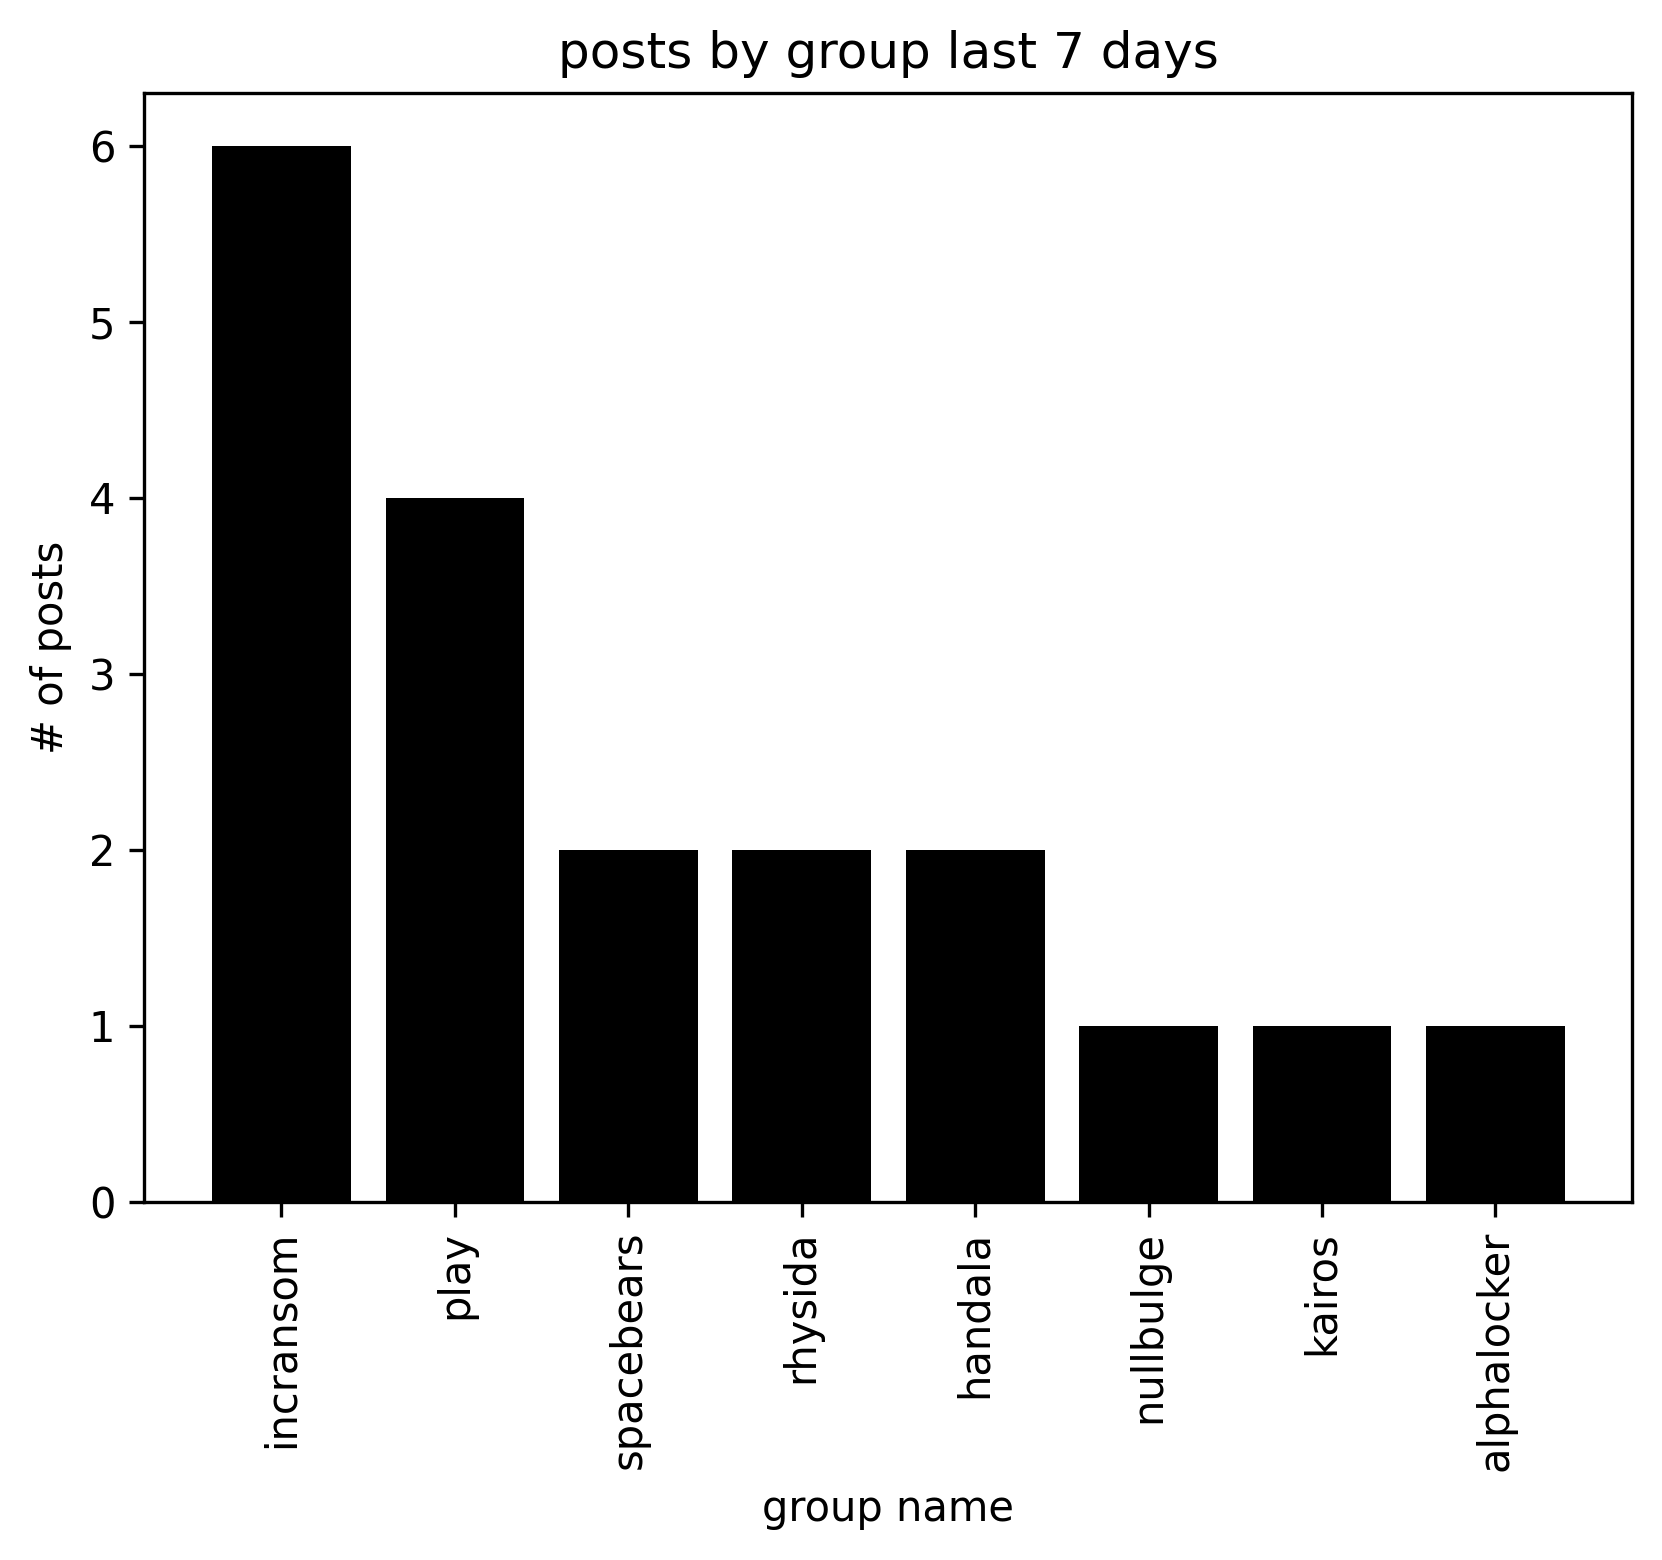 posts by group last 7 days
# of posts
6
5
4
3
2
1
0
incransom
play
spacebears
rhysida
handala
nullbulge
kairos
alphalocker
group name